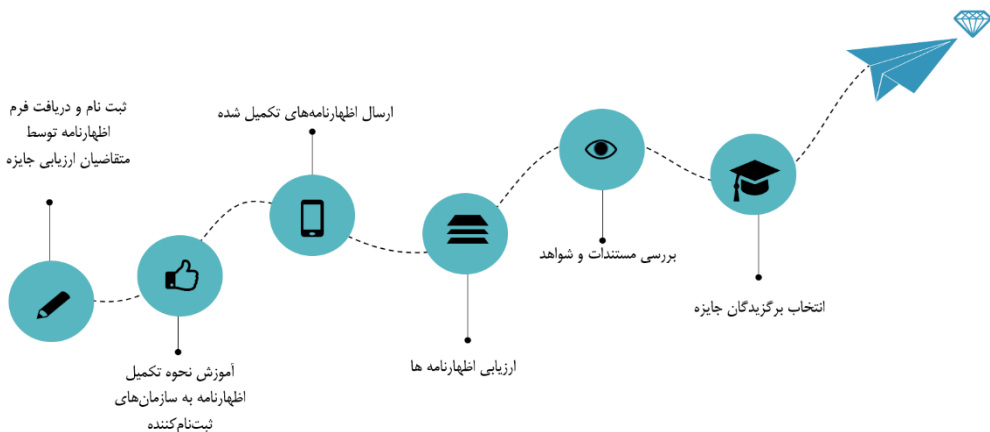 ثبت نام و دریافت فرم
اظهارنامه توسط
متقاضیان ارزیابی جایزه
آموزش نحوه تکمیل
اظهارنامه به سازمان‌های
ثبت‌نام‌کننده
ارسال اظهارنامه‌های تکمیل شده
ارزیابی اظهارنامه ها
بررسی مستندات و شواهد
انتخاب برگزیدگان جایزه